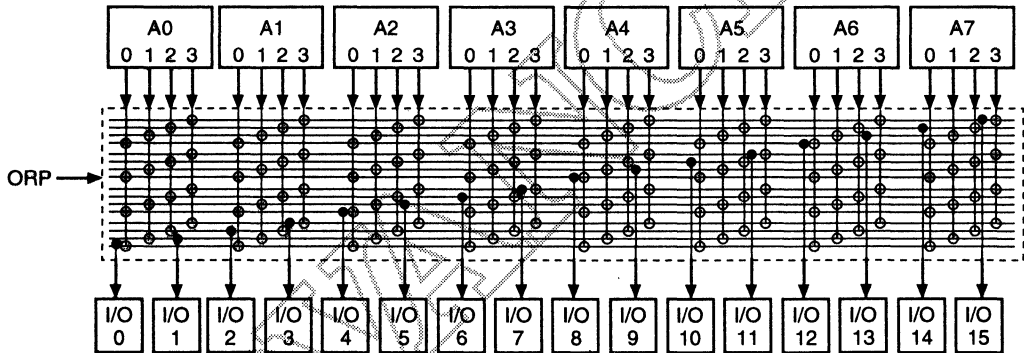 A0 A1 A2 A3 A4 A5 A6 A7
0 1 2 3 0 1 2 3 0 1 2 3 0 1 2 3 0 1 2 3 0 1 2 3 0 1 2 3 0 1 2 3
ORP
I/O I/O I/O I/O I/O I/O I/O I/O I/O I/O I/O I/O I/O I/O I/O I/O
0 1 2 3 4 5 6 7 8 9 10 11 12 13 14 15